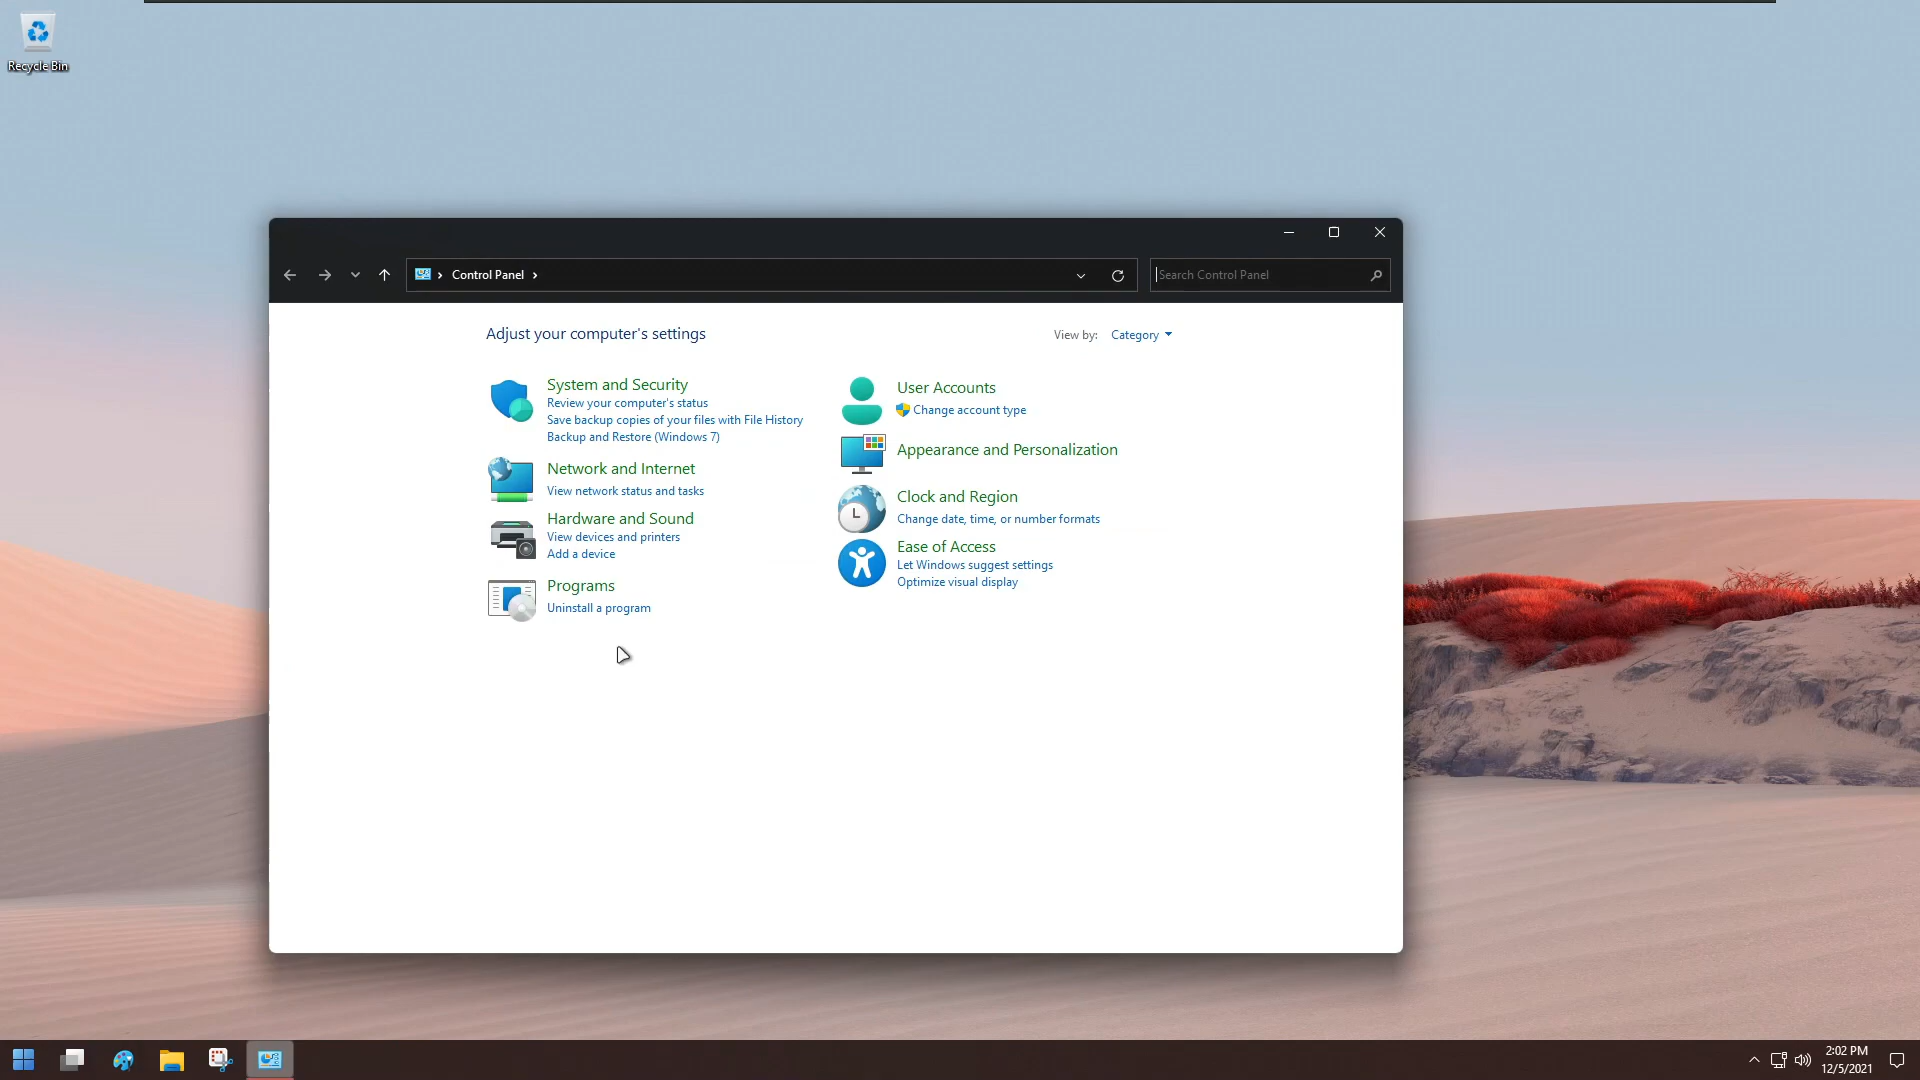 Recycle Bin
Control Panel
Search Control Panel
Adjust your computer's settings
View by: Category
System and Security
Review your computer's status
Save backup copies of your files with File History
Backup and Restore (Windows 7)
Network and Internet
View network status and tasks
Hardware and Sound
View devices and printers
Add a device
Programs
Uninstall a program
User Accounts
Change account type
Appearance and Personalization
Clock and Region
Change date, time, or number formats
Ease of Access
Let Windows suggest settings
Optimize visual display
2:02 PM
12/5/2021